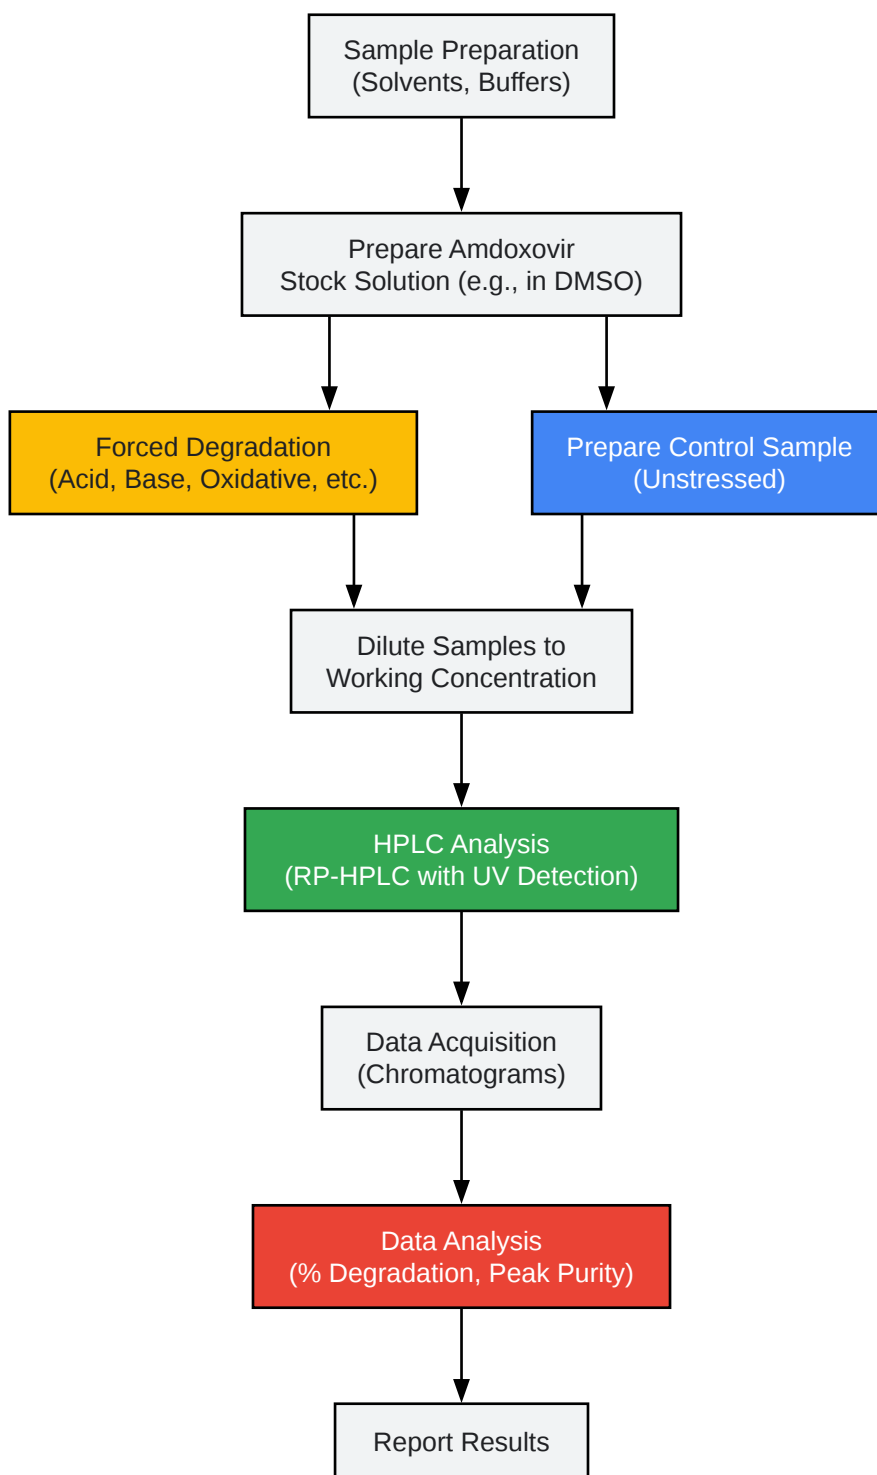 Sample Preparation
(Solvents, Buffers)
Prepare Amdoxovir
Stock Solution (e.g., in DMSO)
Forced Degradation
(Acid, Base, Oxidative, etc.)
Prepare Control Sample
(Unstressed)
Dilute Samples to
Working Concentration
HPLC Analysis
(RP-HPLC with UV Detection)
Data Acquisition
(Chromatograms)
Data Analysis
(% Degradation, Peak Purity)
Report Results